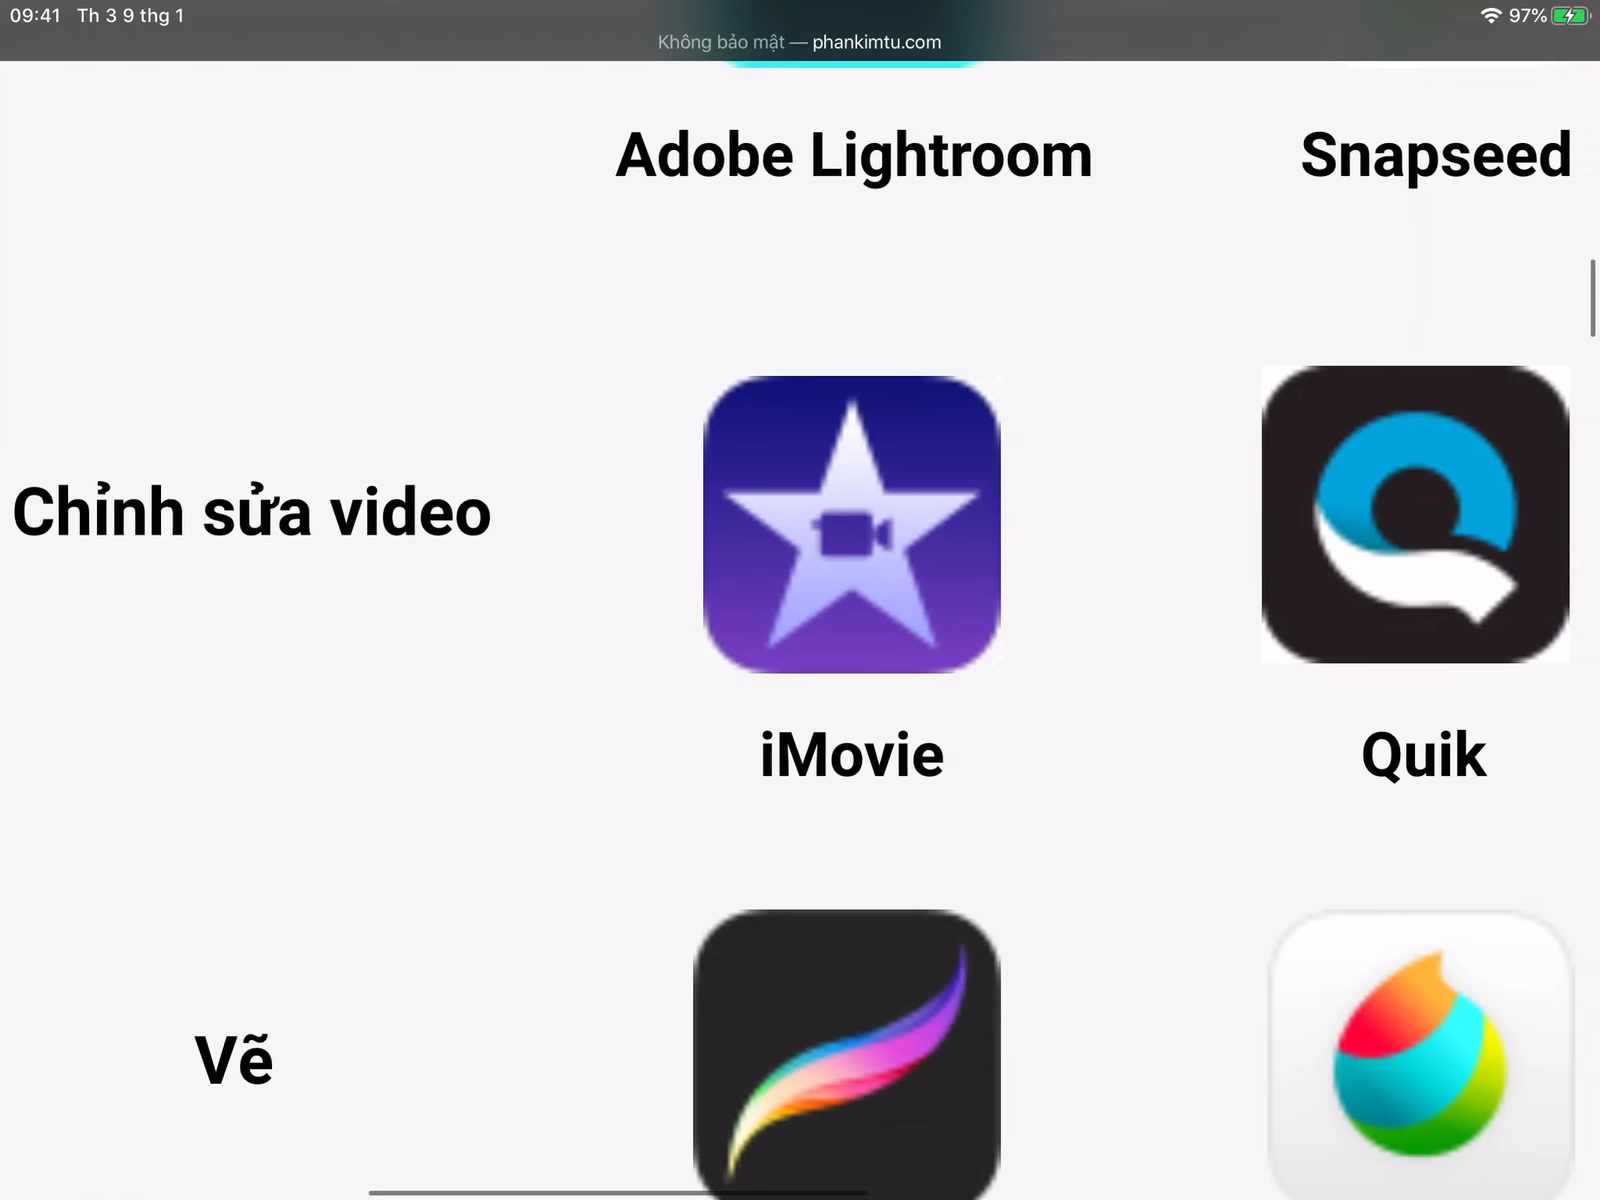 09:41 Th 3 9 thg 1
97%
Không bảo mật — phankimtu.com
Adobe Lightroom
Snapseed
Chỉnh sửa video
iMovie
Quik
Vẽ